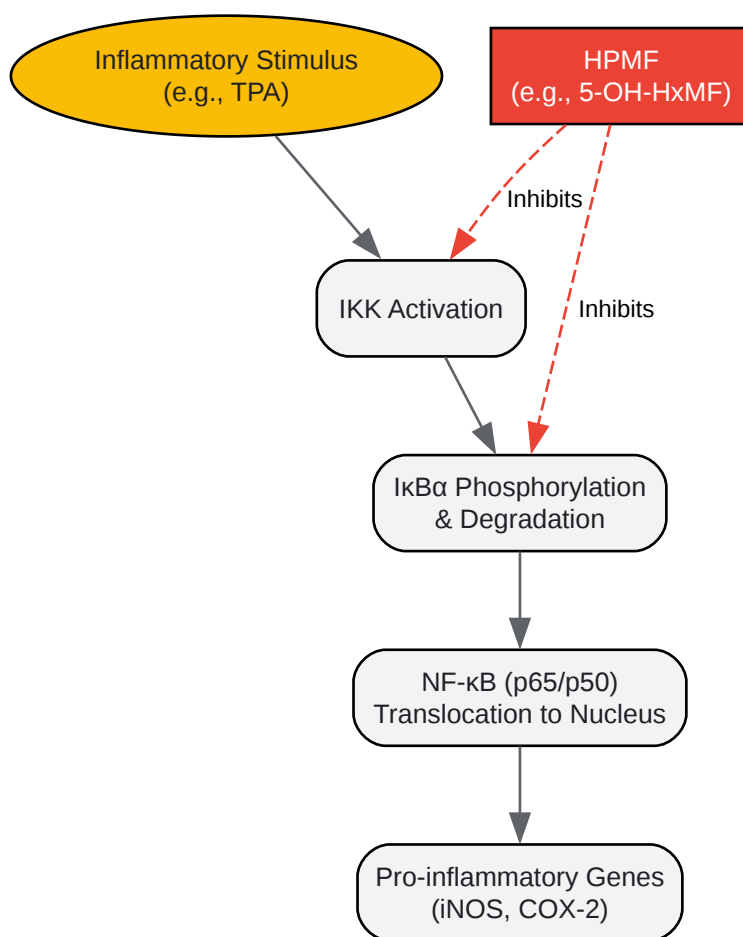 Inflammatory Stimulus
(e.g., TPA)
HPMF
(e.g., 5-OH-HxMF)
Inhibits
IKK Activation
Inhibits
IκBα Phosphorylation
& Degradation
NF-κB (p65/p50)
Translocation to Nucleus
Pro-inflammatory Genes
(iNOS, COX-2)